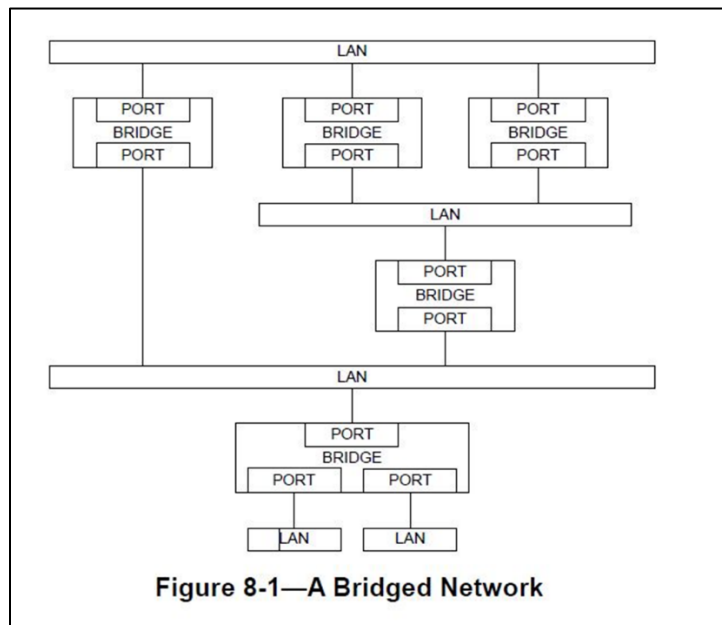 LAN
PORT PORT PORT
BRIDGE BRIDGE BRIDGE
PORT PORT PORT
LAN
PORT
BRIDGE
PORT
LAN
PORT
BRIDGE
PORT PORT
LAN LAN
Figure 8-1—A Bridged Network